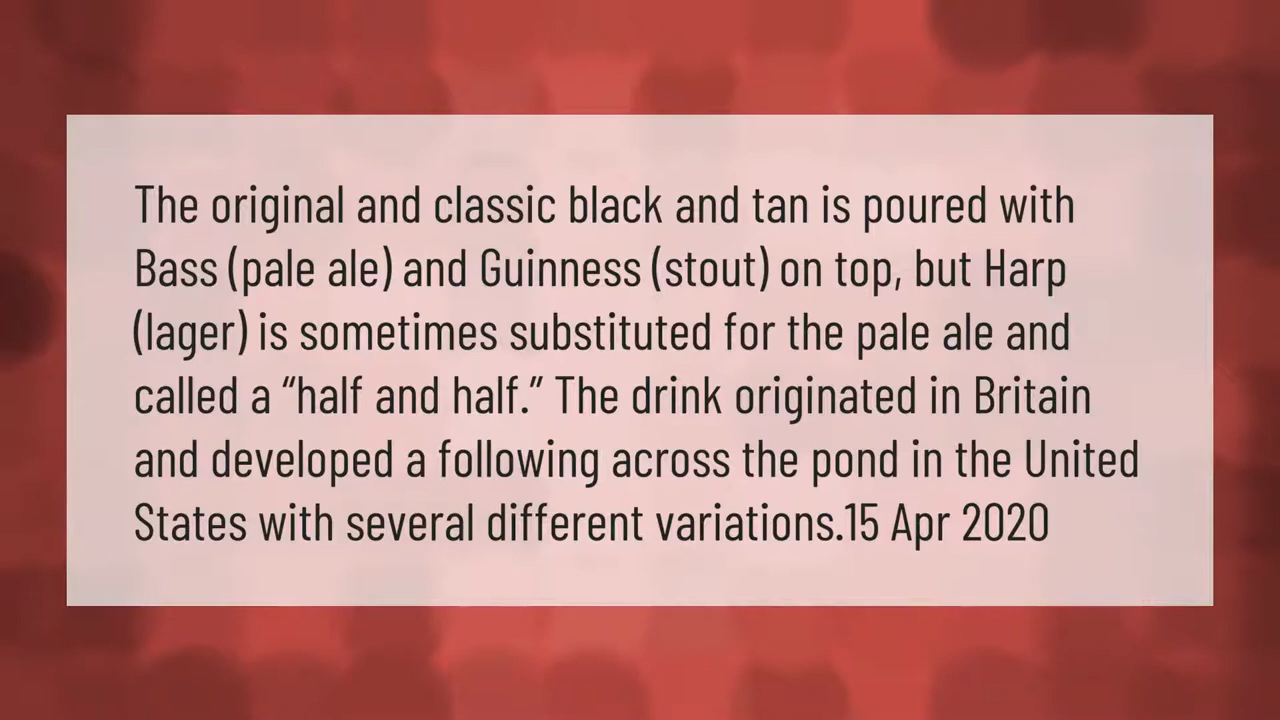 The original and classic black and tan is poured with
Bass (pale ale) and Guinness (stout) on top, but Harp
(lager) is sometimes substituted for the pale ale and
called a “half and half.” The drink originated in Britain
and developed a following across the pond in the United
States with several different variations.15 Apr 2020